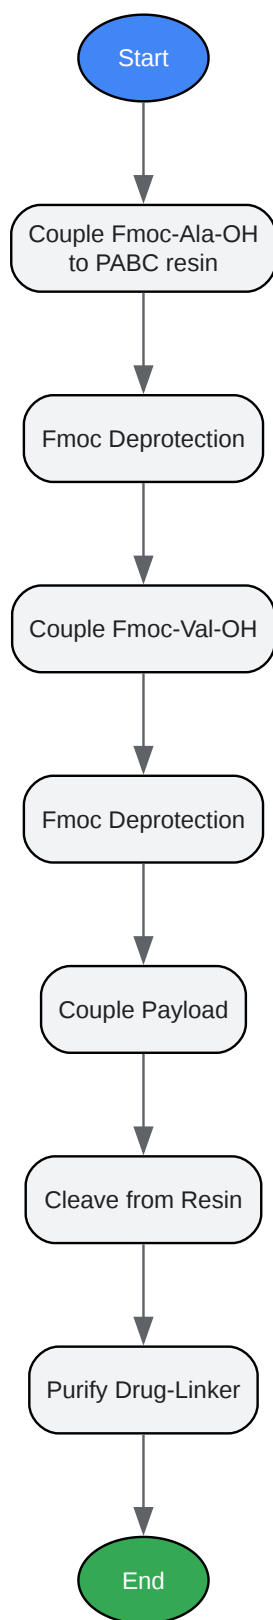 Start
Couple Fmoc-Ala-OH
to PABC resin
Fmoc Deprotection
Couple Fmoc-Val-OH
Fmoc Deprotection
Couple Payload
Cleave from Resin
Purify Drug-Linker
End